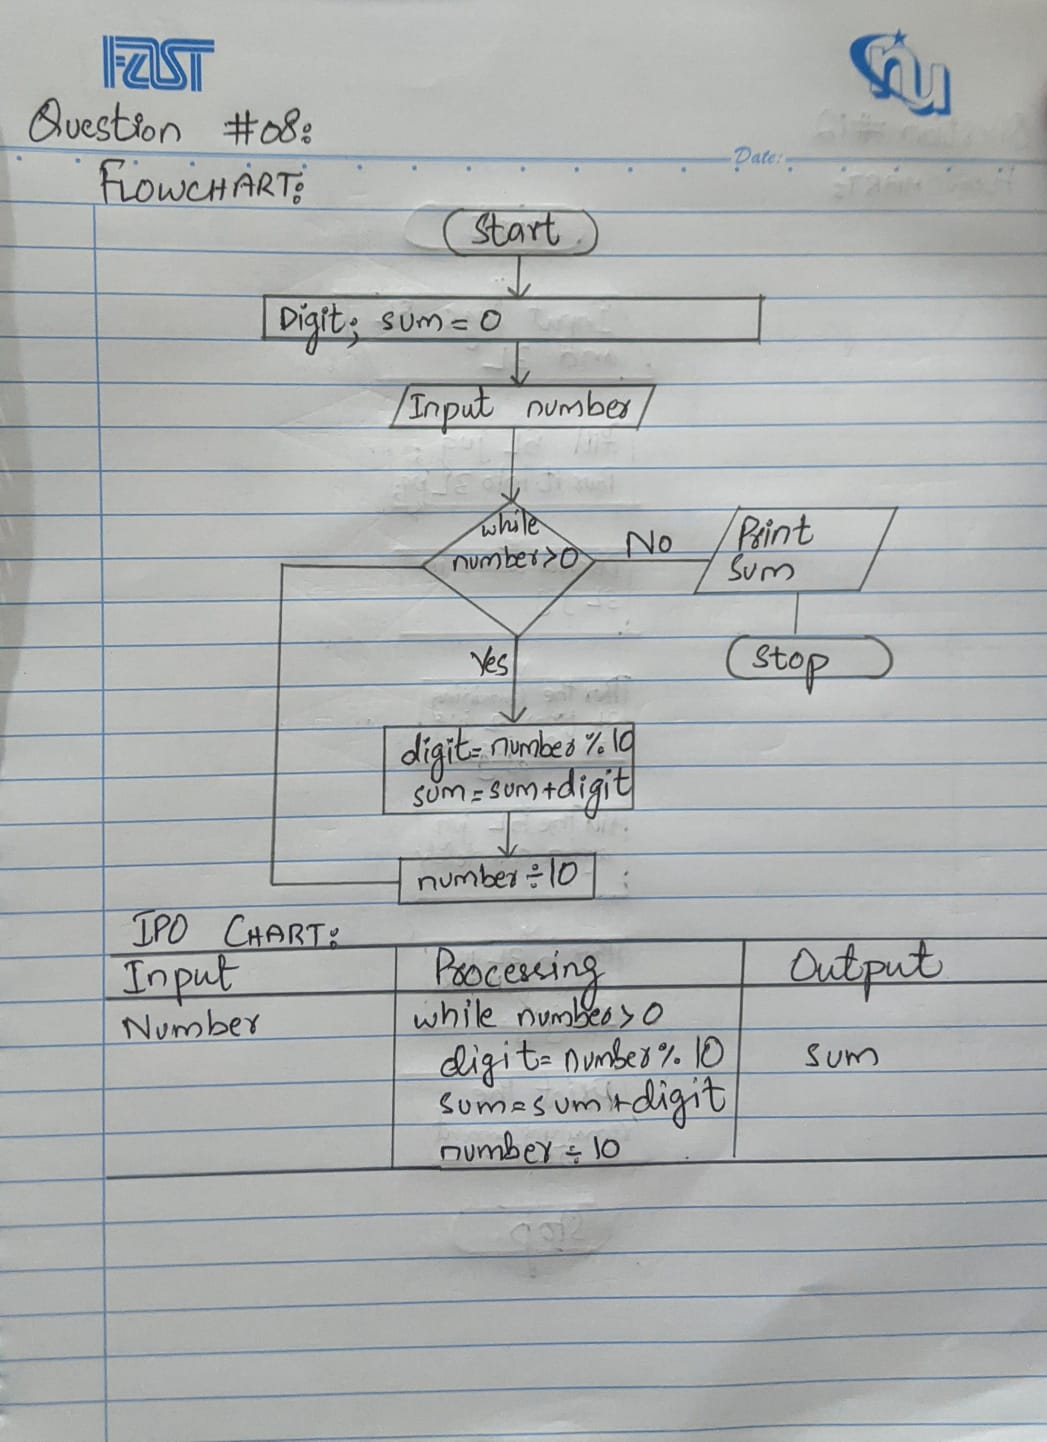 FAST
nu
Question #08:
Date:
FLOWCHART:
Start
Digit; sum = 0
Input number
while
number>0
No
Print
sum
Yes
stop
digit= number % 10
sum = sum+digit
number ÷ 10
IPO CHART:
Input Processing Output
Number while number > 0
digit= number % 10 sum
sum = sum + digit
number ÷ 10